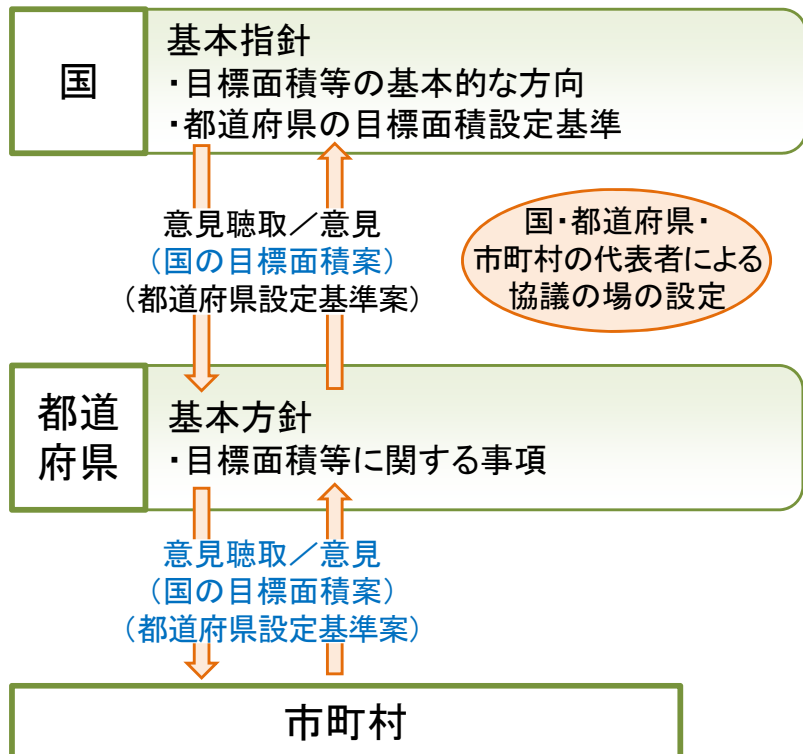 国
基本指針
・目標面積等の基本的な方向
・都道府県の目標面積設定基準
意見聴取／意見
（国の目標面積案）
（都道府県設定基準案）
国・都道府県・
市町村の代表者による
協議の場の設定
都道
府県
基本方針
・目標面積等に関する事項
意見聴取／意見
（国の目標面積案）
（都道府県設定基準案）
市町村